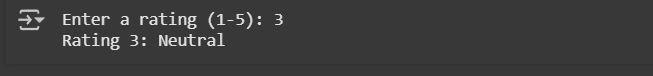 Enter a rating (1-5): 3
Rating 3: Neutral